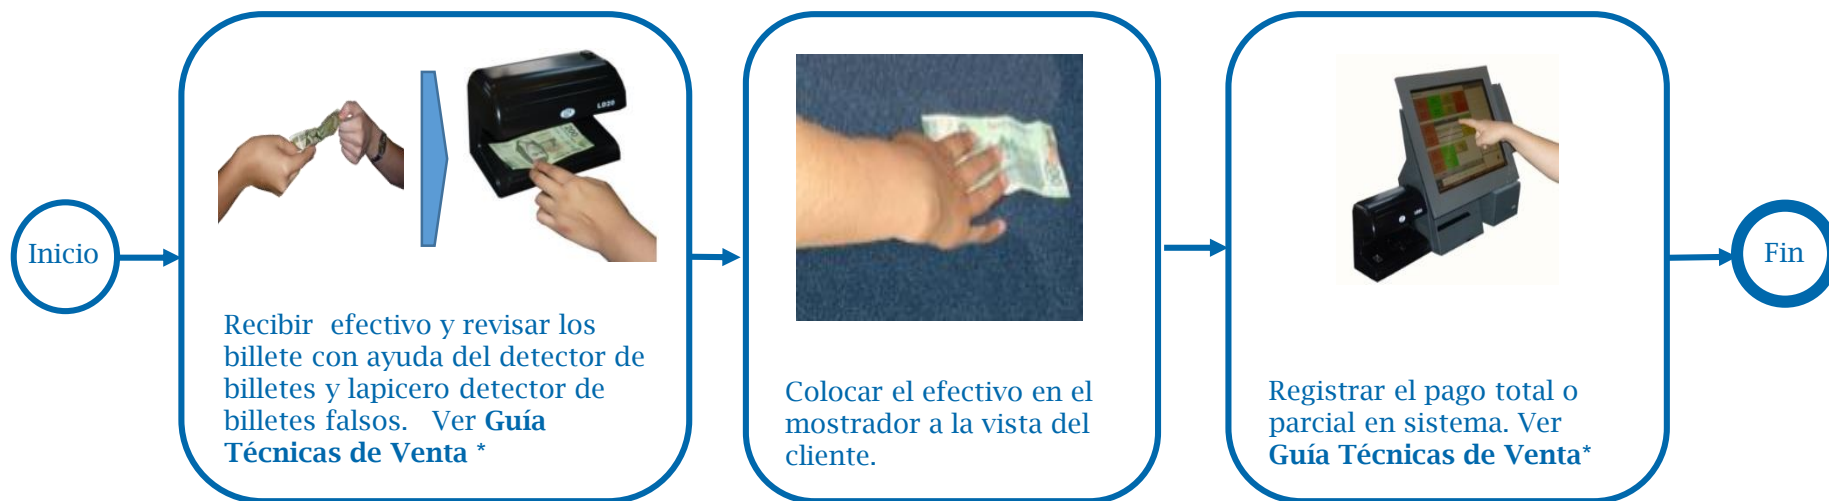 Inicio
LD20
Recibir efectivo y revisar los
billete con ayuda del detector de
billetes y lapicero detector de
billetes falsos. Ver Guía
Técnicas de Venta *
Colocar el efectivo en el
mostrador a la vista del
cliente.
Registrar el pago total o
parcial en sistema. Ver
Guía Técnicas de Venta*
Fin